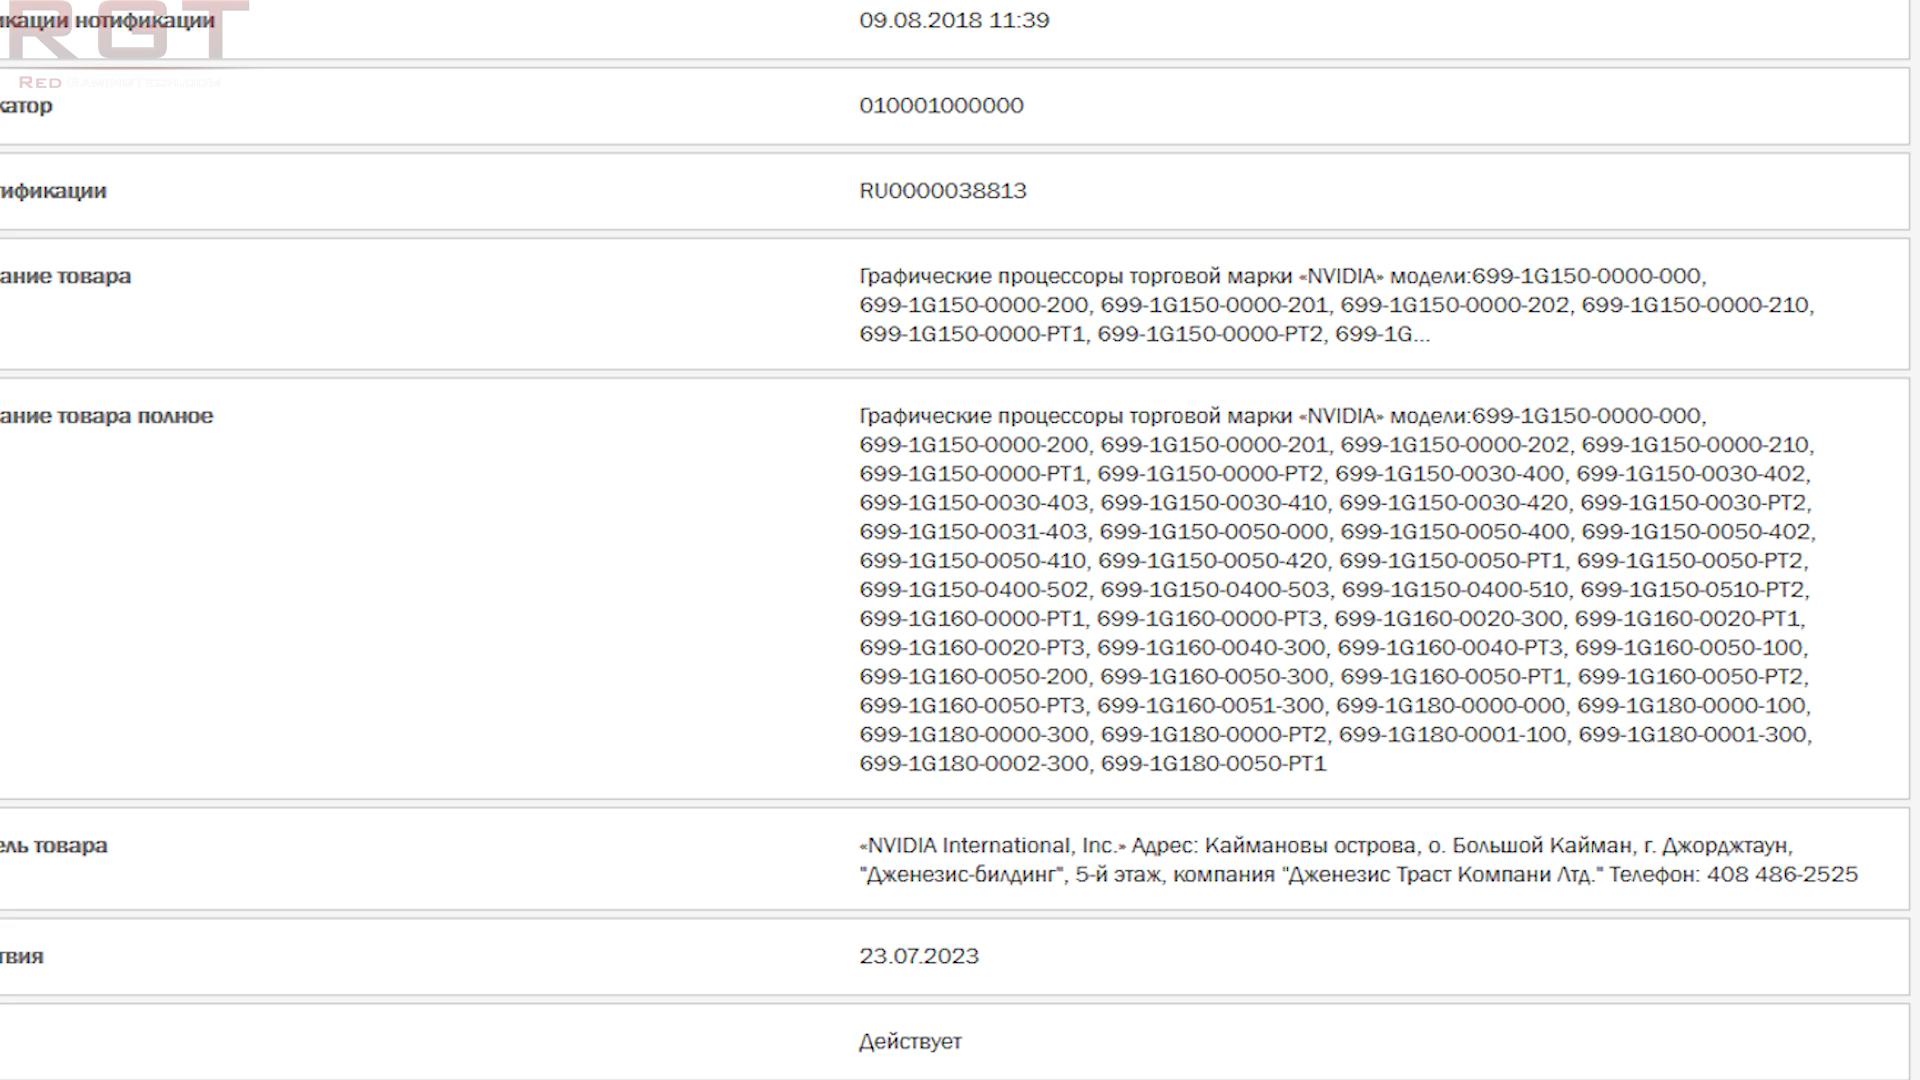 RGT
икации нотификации
09.08.2018 11:39
RED
катор
010001000000
тификации
RU0000038813
ание товара
Графические процессоры торговой марки «NVIDIA» модели:699-1G150-0000-000,
699-1G150-0000-200, 699-1G150-0000-201, 699-1G150-0000-202, 699-1G150-0000-210,
699-1G150-0000-PT1, 699-1G150-0000-PT2, 699-1G...
ание товара полное
Графические процессоры торговой марки «NVIDIA» модели:699-1G150-0000-000,
699-1G150-0000-200, 699-1G150-0000-201, 699-1G150-0000-202, 699-1G150-0000-210,
699-1G150-0000-PT1, 699-1G150-0000-PT2, 699-1G150-0030-400, 699-1G150-0030-402,
699-1G150-0030-403, 699-1G150-0030-410, 699-1G150-0030-420, 699-1G150-0030-PT2,
699-1G150-0031-403, 699-1G150-0050-000, 699-1G150-0050-400, 699-1G150-0050-402,
699-1G150-0050-410, 699-1G150-0050-420, 699-1G150-0050-PT1, 699-1G150-0050-PT2,
699-1G150-0400-502, 699-1G150-0400-503, 699-1G150-0400-510, 699-1G150-0510-PT2,
699-1G160-0000-PT1, 699-1G160-0000-PT3, 699-1G160-0020-300, 699-1G160-0020-PT1,
699-1G160-0020-PT3, 699-1G160-0040-300, 699-1G160-0040-PT3, 699-1G160-0050-100,
699-1G160-0050-200, 699-1G160-0050-300, 699-1G160-0050-PT1, 699-1G160-0050-PT2,
699-1G160-0050-PT3, 699-1G160-0051-300, 699-1G180-0000-000, 699-1G180-0000-100,
699-1G180-0000-300, 699-1G180-0000-PT2, 699-1G180-0001-100, 699-1G180-0001-300,
699-1G180-0002-300, 699-1G180-0050-PT1
ель товара
«NVIDIA International, Inc.» Адрес: Каймановы острова, о. Большой Кайман, г. Джорджтаун,
"Дженезис-билдинг", 5-й этаж, компания "Дженезис Траст Компани Лтд." Телефон: 408 486-2525
твия
23.07.2023
Действует